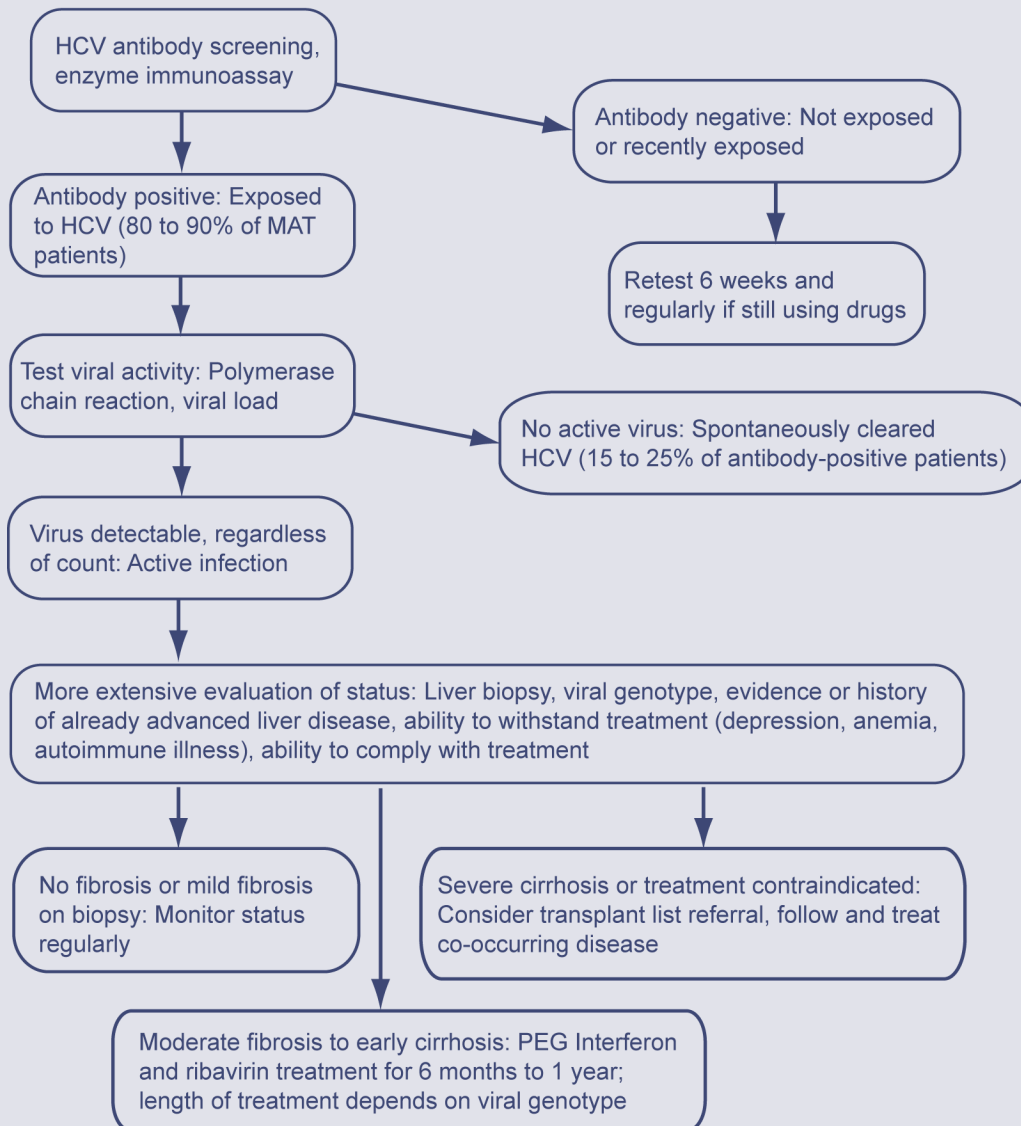 HCV antibody screening,
enzyme immunoassay
Antibody negative: Not exposed
or recently exposed
Antibody positive: Exposed
to HCV (80 to 90% of MAT
patients)
Retest 6 weeks and
regularly if still using drugs
Test viral activity: Polymerase
chain reaction, viral load
No active virus: Spontaneously cleared
HCV (15 to 25% of antibody-positive patients)
Virus detectable, regardless
of count: Active infection
More extensive evaluation of status: Liver biopsy, viral genotype, evidence or history
of already advanced liver disease, ability to withstand treatment (depression, anemia,
autoimmune illness), ability to comply with treatment
No fibrosis or mild fibrosis
on biopsy: Monitor status
regularly
Severe cirrhosis or treatment contraindicated:
Consider transplant list referral, follow and treat
co-occurring disease
Moderate fibrosis to early cirrhosis: PEG Interferon
and ribavirin treatment for 6 months to 1 year;
length of treatment depends on viral genotype